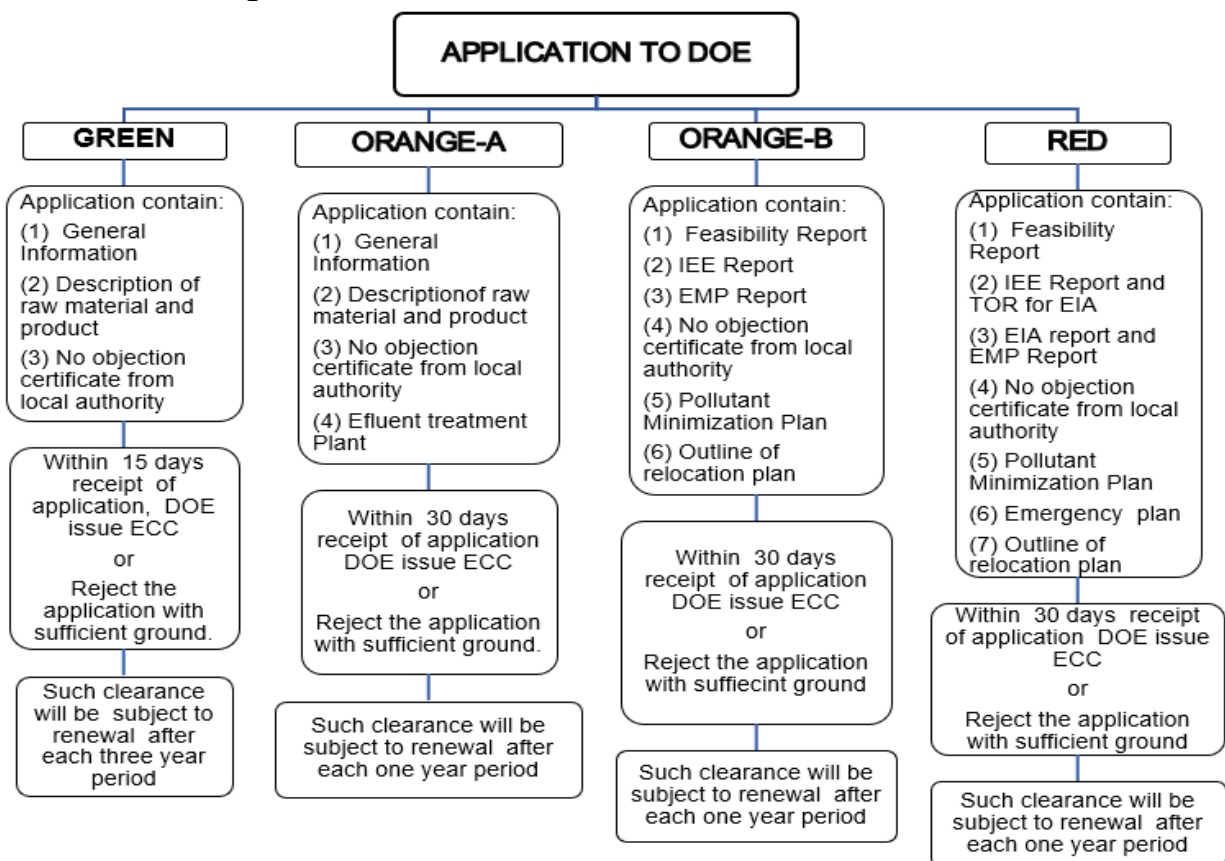 APPLICATION TO DOE
GREEN
Application contain:
(1) General
Information
(2) Description of
raw material and
product
(3) No objection
certificate from
local authority
Within 15 days
receipt of
application, DOE
issue ECC
or
Reject the
application with
sufficient ground.
Such clearance
will be subject to
renewal after
each three year
period
ORANGE-A
Application contain:
(1) General
Information
(2) Descriptionof raw
material and product
(3) No objection
certificate from local
authority
(4) Efluent treatment
Plant
Within 30 days
receipt of application
DOE issue ECC
or
Reject the application
with sufficient ground.
Such clearance will be
subject to renewal after
each one year period
ORANGE-B
Application contain:
(1) Feasibility Report
(2) IEE Report
(3) EMP Report
(4) No objection
certificate from local
authority
(5) Pollutant
Minimization Plan
(6) Outline of
relocation plan
Within 30 days
receipt of application
DOE issue ECC
or
Reject the application
with suffiecint ground
Such clearance will be
subject to renewal after
each one year period
RED
Application contain:
(1) Feasibility
Report
(2) IEE Report and
TOR for EIA
(3) EIA report and
EMP Report
(4) No objection
certificate from local
authority
(5) Pollutant
Minimization Plan
(6) Emergency plan
(7) Outline of
relocation plan
Within 30 days receipt
of application DOE issue
ECC
or
Reject the application
with sufficient ground
Such clearance will be
subject to renewal after
each one year period